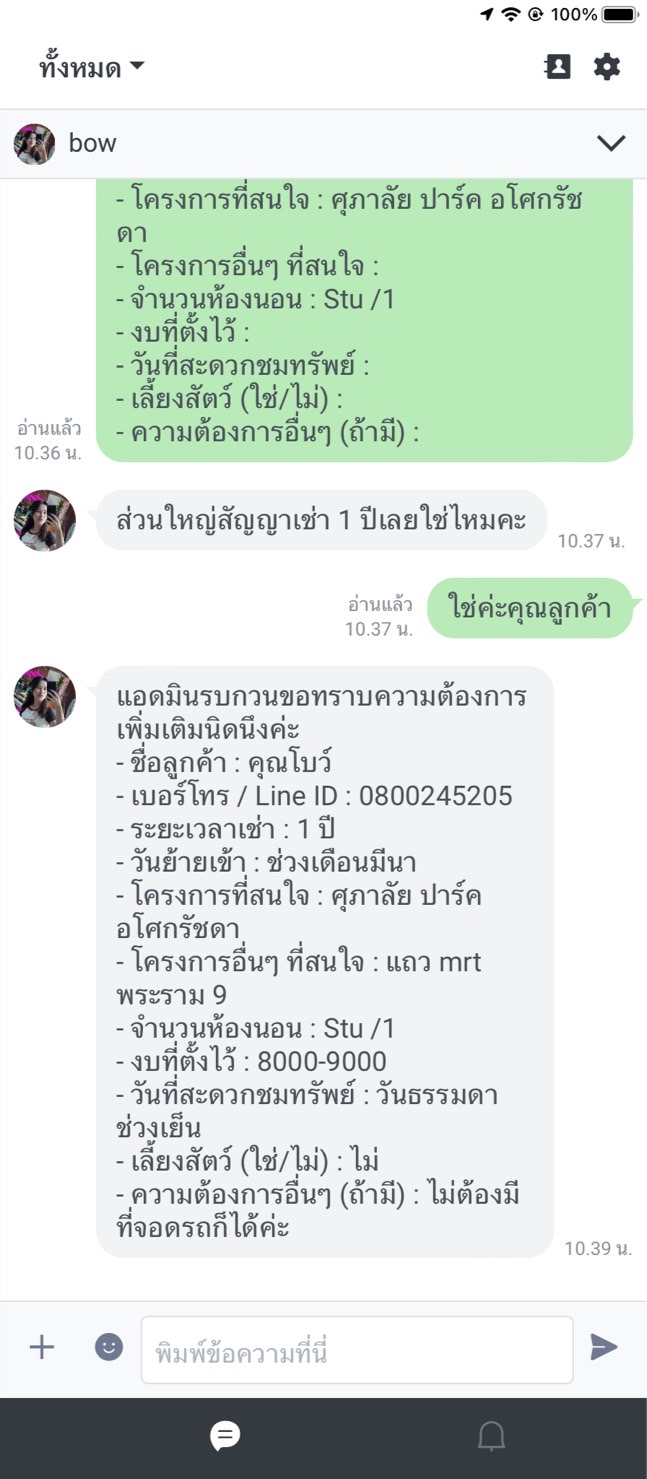 100%
ทั้งหมด
bow
- โครงการที่สนใจ : ศุภาลัย ปาร์ค อโศกรัช
ดา
- โครงการอื่นๆ ที่สนใจ :
- จำนวนห้องนอน : Stu /1
- งบที่ตั้งไว้ :
- วันที่สะดวกชมทรัพย์ :
- เลี้ยงสัตว์ (ใช่/ไม่) :
- ความต้องการอื่นๆ (ถ้ามี) :
อ่านแล้ว
10.36 น.
ส่วนใหญ่สัญญาเช่า 1 ปีเลยใช่ไหมคะ
10.37 น.
ใช่ค่ะคุณลูกค้า
อ่านแล้ว
10.37 น.
แอดมินรบกวนขอทราบความต้องการ
เพิ่มเติมนิดนึงค่ะ
- ชื่อลูกค้า : คุณโบว์
- เบอร์โทร / Line ID : 0800245205
- ระยะเวลาเช่า : 1 ปี
- วันย้ายเข้า : ช่วงเดือนมีนา
- โครงการที่สนใจ : ศุภาลัย ปาร์ค
อโศกรัชดา
- โครงการอื่นๆ ที่สนใจ : แถว mrt
พระราม 9
- จำนวนห้องนอน : Stu /1
- งบที่ตั้งไว้ : 8000-9000
- วันที่สะดวกชมทรัพย์ : วันธรรมดา
ช่วงเย็น
- เลี้ยงสัตว์ (ใช่/ไม่) : ไม่
- ความต้องการอื่นๆ (ถ้ามี) : ไม่ต้องมี
ที่จอดรถก็ได้ค่ะ
10.39 น.
พิมพ์ข้อความที่นี่